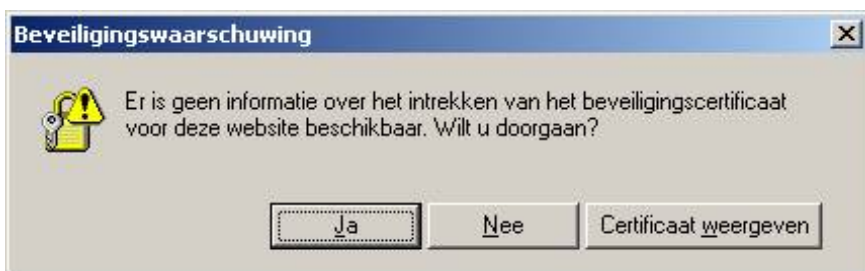 Beveiligingswaarschuwing
Er is geen informatie over het intrekken van het beveiligingscertificaat
voor deze website beschikbaar. Wilt u doorgaan?
Ja Nee Certificaat weergeven